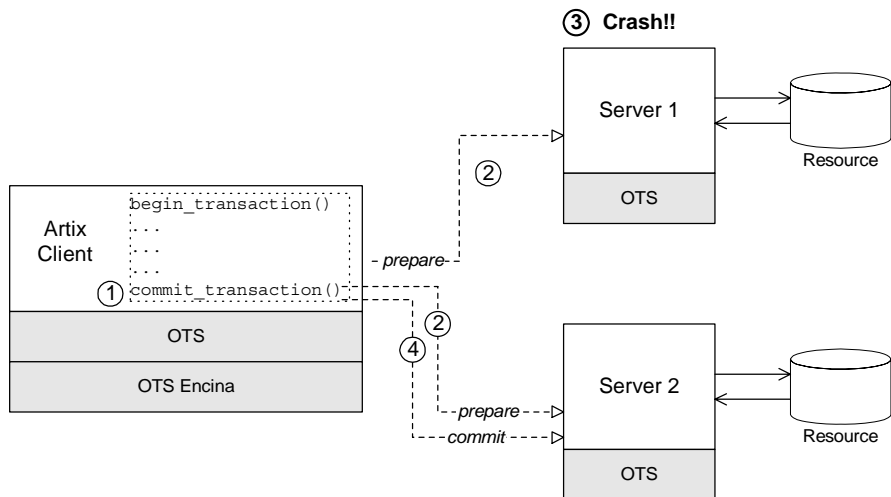 ③ Crash!!
Server 1
OTS
Resource
②
prepare
Artix
Client
begin_transaction()
...
...
...
① commit_transaction()
OTS
OTS Encina
②
④
prepare
commit
Server 2
OTS
Resource